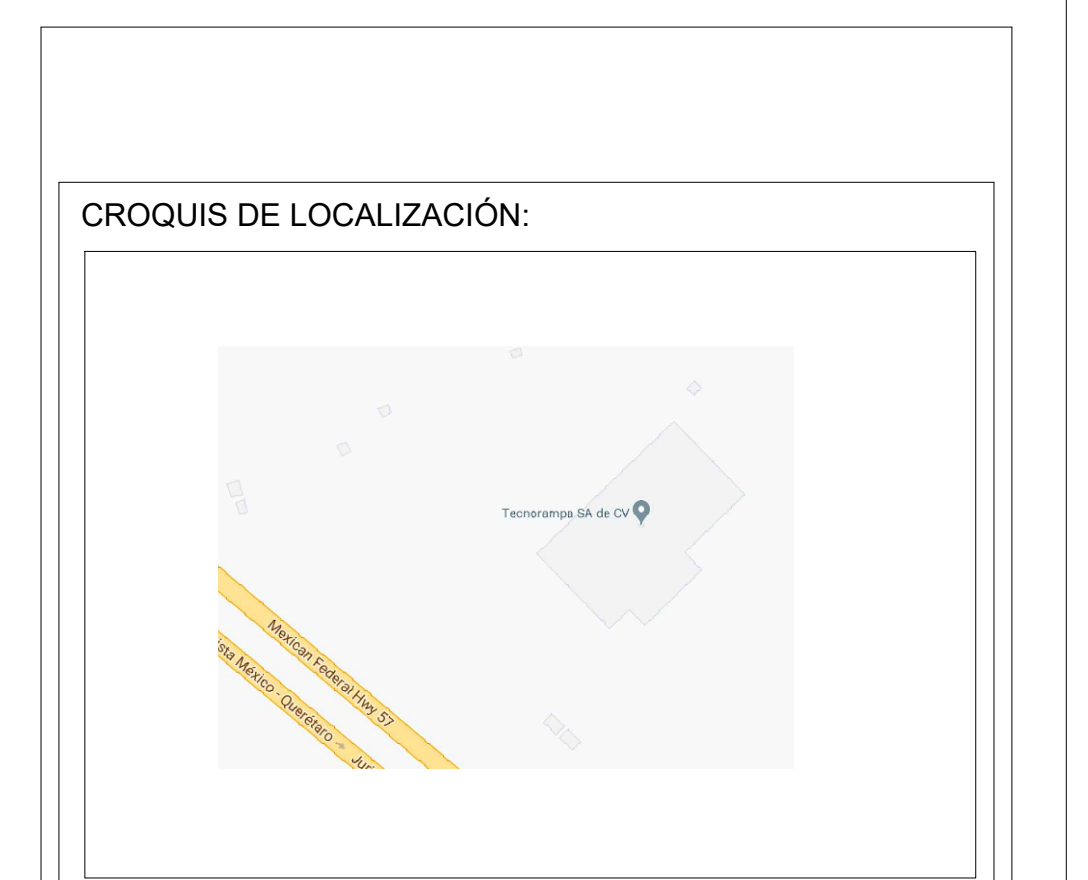 CROQUIS DE LOCALIZACIÓN:
Tecnorampa SA de CV
Mexican Federal Hwy 57
ista México - Querétaro